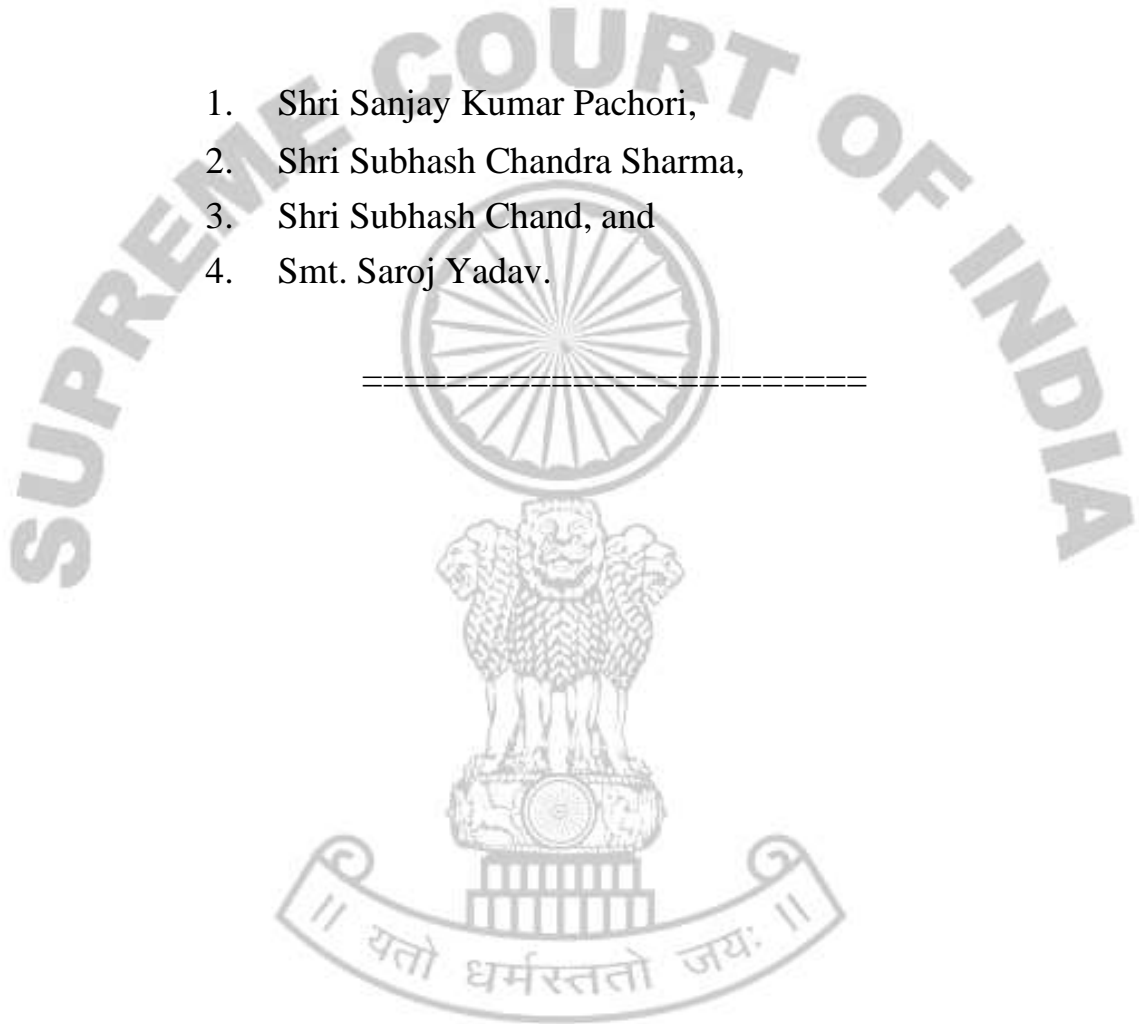 SUPREME COURT OF INDIA
1. Shri Sanjay Kumar Pachori,
2. Shri Subhash Chandra Sharma,
3. Shri Subhash Chand, and
4. Smt. Saroj Yadav.
========================
|| यतो धर्मस्ततो जयः ||